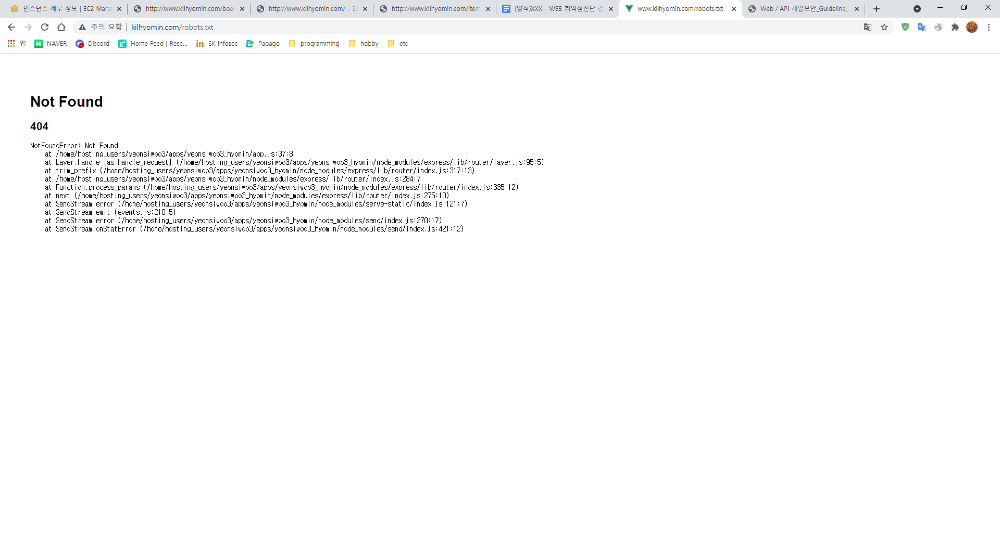 인스턴스 세부 정보 | EC2 Mana
http://www.kilhyomin.com/boar
http://www.kilhyomin.com/ - Sc
http://www.kilhyomin.com/item
(양식)XXX - WEB 취약점진단 결
www.kilhyomin.com/robots.txt
Web / API 개발보안_Guideline_
주의 요함 | kilhyomin.com/robots.txt
앱 NAVER Discord Home Feed | Rese... SK infosec Papago programming hobby etc
Not Found
404
NotFoundError: Not Found
at /home/hosting_users/yeonsiwoo3/apps/yeonsiwoo3_hyomin/app.js:37:8
at Layer.handle [as handle_request] (/home/hosting_users/yeonsiwoo3/apps/yeonsiwoo3_hyomin/node_modules/express/lib/router/layer.js:95:5)
at trim_prefix (/home/hosting_users/yeonsiwoo3/apps/yeonsiwoo3_hyomin/node_modules/express/lib/router/index.js:317:13)
at /home/hosting_users/yeonsiwoo3/apps/yeonsiwoo3_hyomin/node_modules/express/lib/router/index.js:284:7
at Function.process_params (/home/hosting_users/yeonsiwoo3/apps/yeonsiwoo3_hyomin/node_modules/express/lib/router/index.js:335:12)
at next (/home/hosting_users/yeonsiwoo3/apps/yeonsiwoo3_hyomin/node_modules/express/lib/router/index.js:275:10)
at SendStream.error (/home/hosting_users/yeonsiwoo3/apps/yeonsiwoo3_hyomin/node_modules/serve-static/index.js:121:7)
at SendStream.emit (events.js:210:5)
at SendStream.error (/home/hosting_users/yeonsiwoo3/apps/yeonsiwoo3_hyomin/node_modules/send/index.js:270:17)
at SendStream.onStatError (/home/hosting_users/yeonsiwoo3/apps/yeonsiwoo3_hyomin/node_modules/send/index.js:421:12)